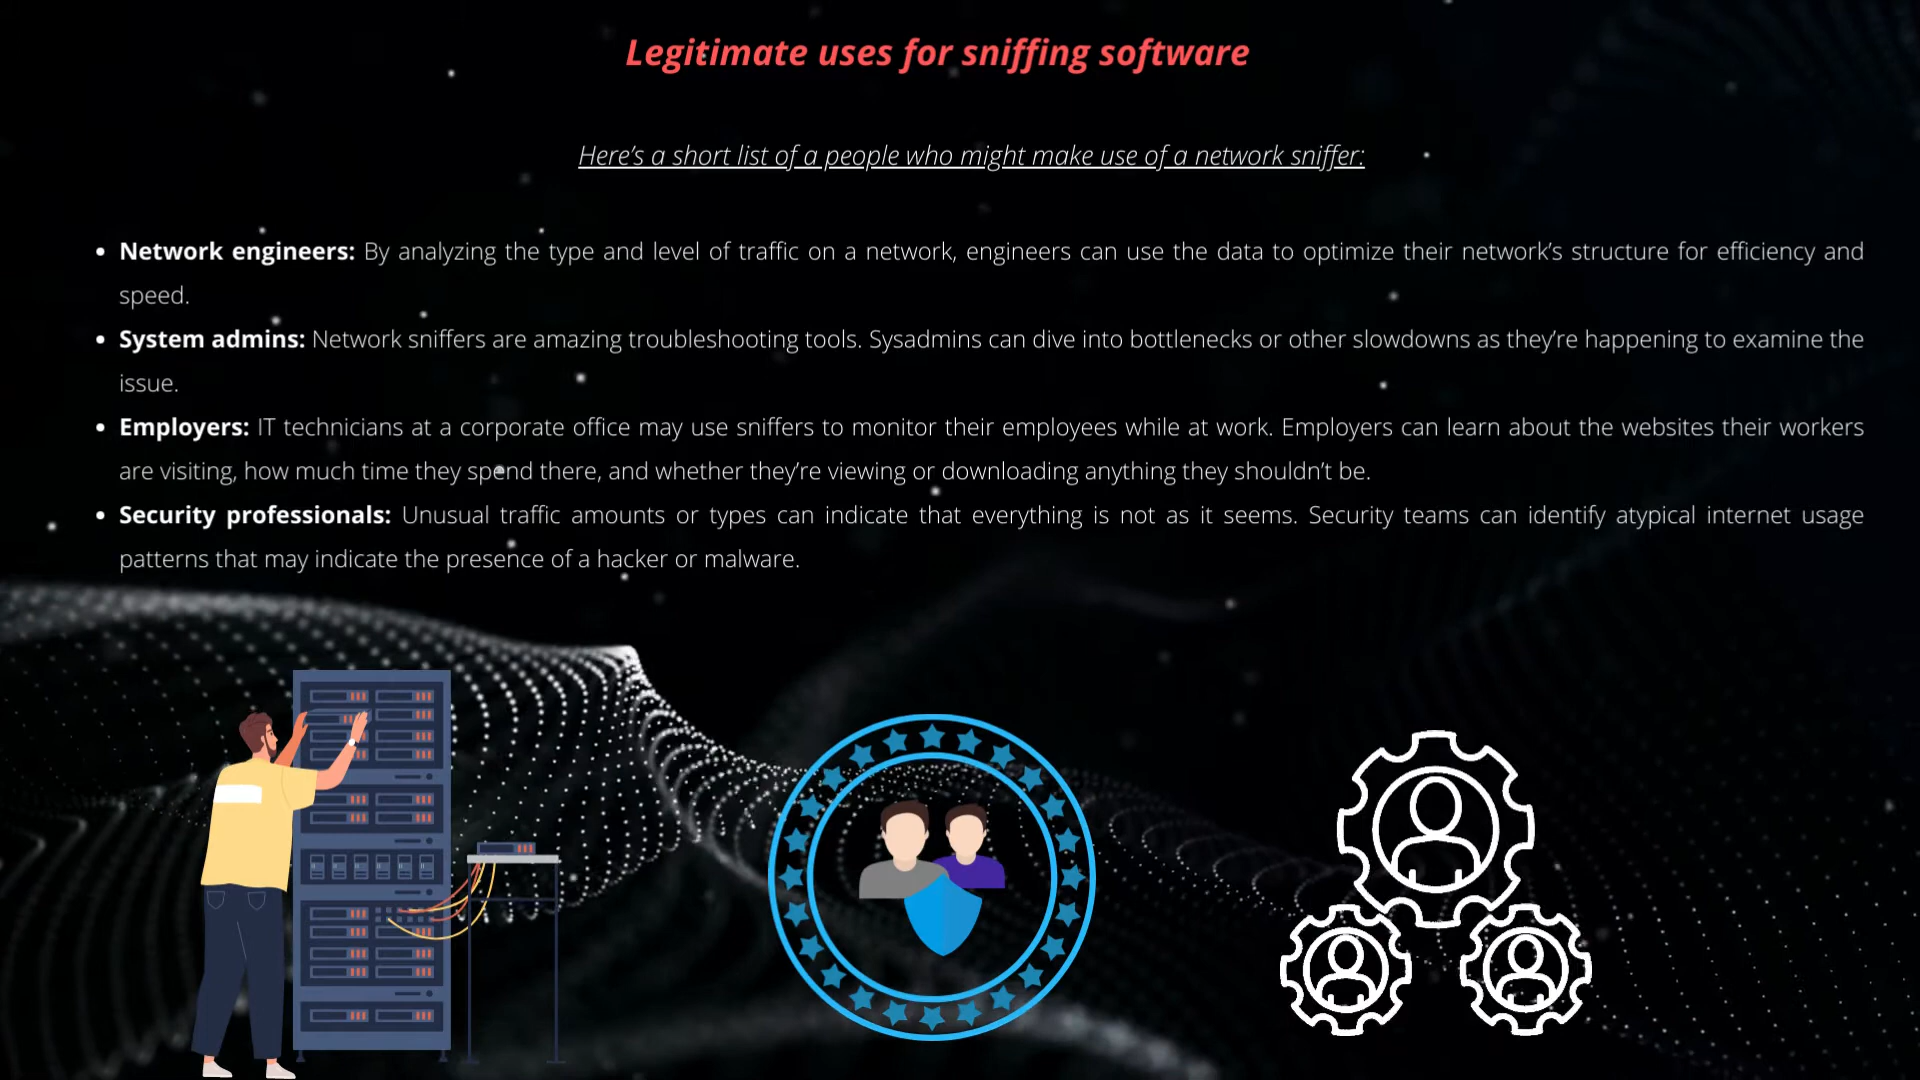 Legitimate uses for sniffing software
Here's a short list of a people who might make use of a network sniffer:
• Network engineers: By analyzing the type and level of traffic on a network, engineers can use the data to optimize their network's structure for efficiency and
speed.
• System admins: Network sniffers are amazing troubleshooting tools. Sysadmins can dive into bottlenecks or other slowdowns as they're happening to examine the
issue.
• Employers: IT technicians at a corporate office may use sniffers to monitor their employees while at work. Employers can learn about the websites their workers
are visiting, how much time they spend there, and whether they're viewing or downloading anything they shouldn't be.
• Security professionals: Unusual traffic amounts or types can indicate that everything is not as it seems. Security teams can identify atypical internet usage
patterns that may indicate the presence of a hacker or malware.